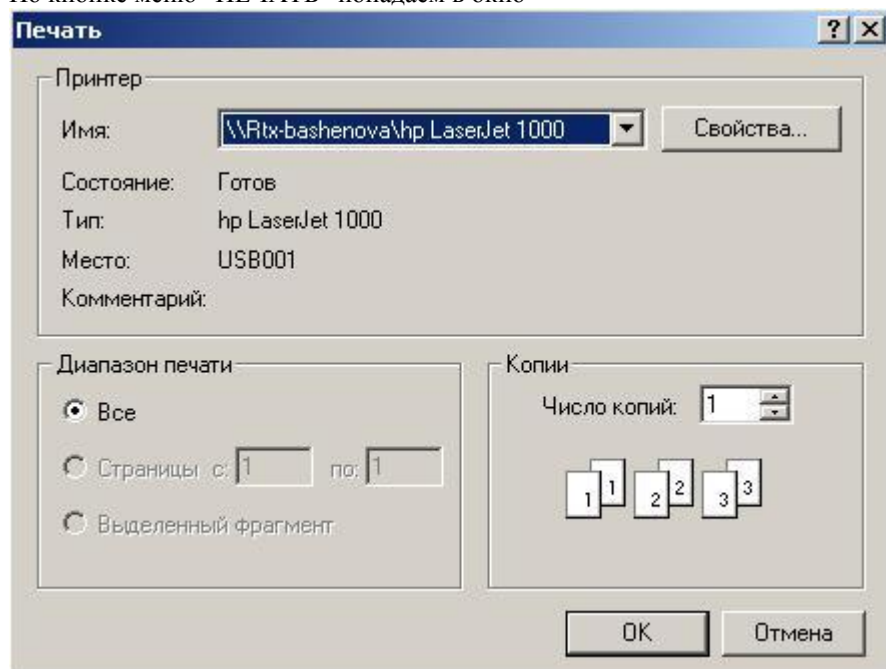 По кнопке меню "ПЕЧАТЬ" попадаем в окно
Печать
Принтер
Имя: \\Rtx-bashenova\hp LaserJet 1000 Свойства...
Состояние: Готов
Тип: hp LaserJet 1000
Место: USB001
Комментарий:
Диапазон печати
Все
Страницы с: 1 по: 1
Выделенный фрагмент
Копии
Число копий: 1
1 1 2 2 3 3
OK Отмена